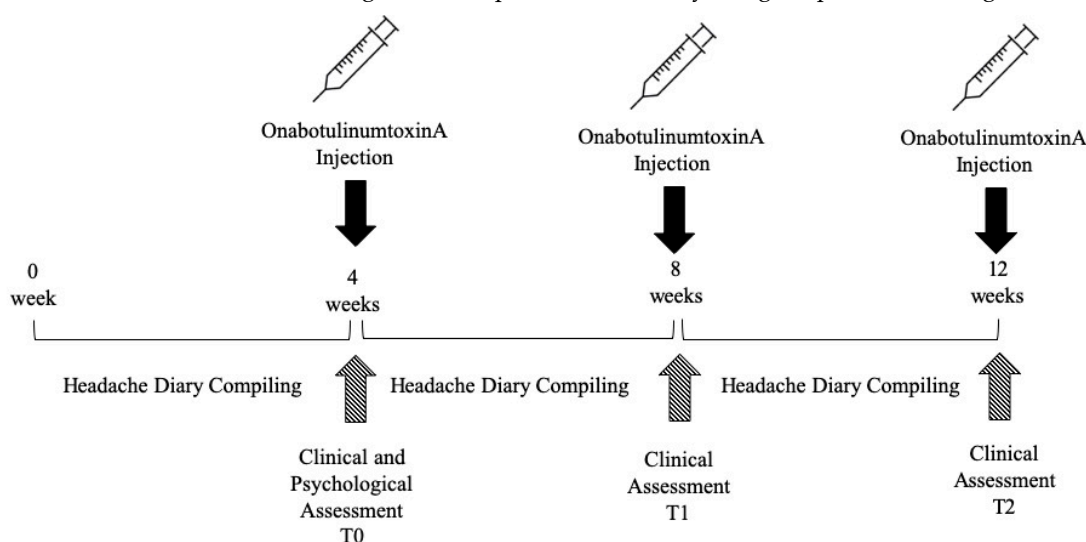 OnabotulinumtoxinA
Injection
OnabotulinumtoxinA
Injection
OnabotulinumtoxinA
Injection
0
week
4
weeks
8
weeks
12
weeks
Headache Diary Compiling
Headache Diary Compiling
Headache Diary Compiling
Clinical and
Psychological
Assessment
T0
Clinical
Assessment
T1
Clinical
Assessment
T2